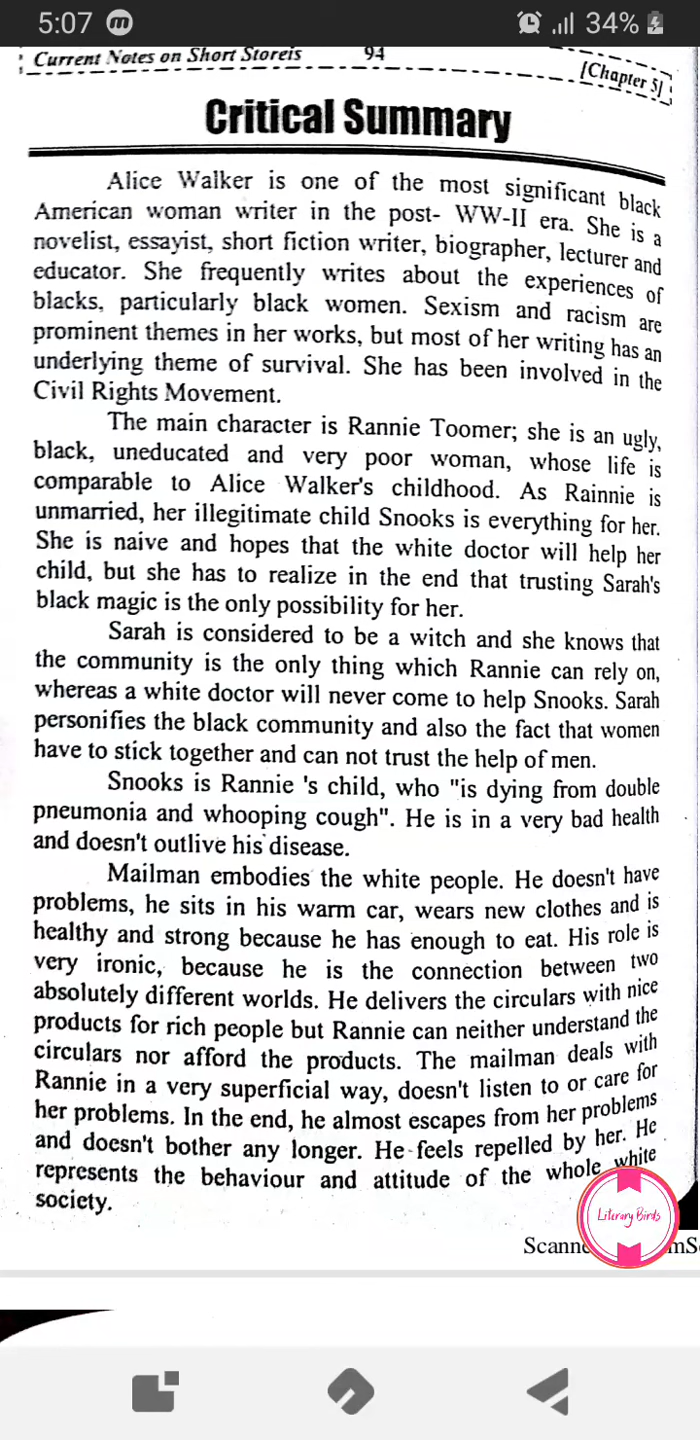 5:07 m 34%
Current Notes on Short Storeis 94 [Chapter 5]
Critical Summary
Alice Walker is one of the most significant black
American woman writer in the post- WW-II era. She is a
novelist, essayist, short fiction writer, biographer, lecturer and
educator. She frequently writes about the experiences of
blacks, particularly black women. Sexism and racism are
prominent themes in her works, but most of her writing has an
underlying theme of survival. She has been involved in the
Civil Rights Movement.
The main character is Rannie Toomer; she is an ugly,
black, uneducated and very poor woman, whose life is
comparable to Alice Walker's childhood. As Rainnie is
unmarried, her illegitimate child Snooks is everything for her.
She is naive and hopes that the white doctor will help her
child, but she has to realize in the end that trusting Sarah's
black magic is the only possibility for her.
Sarah is considered to be a witch and she knows that
the community is the only thing which Rannie can rely on,
whereas a white doctor will never come to help Snooks. Sarah
personifies the black community and also the fact that women
have to stick together and can not trust the help of men.
Snooks is Rannie 's child, who "is dying from double
pneumonia and whooping cough". He is in a very bad health
and doesn't outlive his disease.
Mailman embodies the white people. He doesn't have
problems, he sits in his warm car, wears new clothes and is
healthy and strong because he has enough to eat. His role is
very ironic, because he is the connection between two
absolutely different worlds. He delivers the circulars with nice
products for rich people but Rannie can neither understand the
circulars nor afford the products. The mailman deals with
Rannie in a very superficial way, doesn't listen to or care for
her problems. In the end, he almost escapes from her problems
and doesn't bother any longer. He feels repelled by her. He
represents the behaviour and attitude of the whole white
society.
Literary Birds